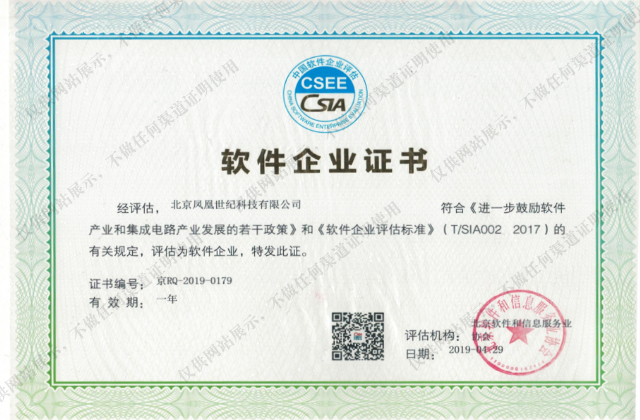 中国软件企业评估
CSEE
CSIA
CHINA SOFTWARE ENTERPRISE EVALUATION
软件企业证书
经评估，北京凤凰世纪科技有限公司 符合《进一步鼓励软件
产业和集成电路产业发展的若干政策》和《软件企业评估标准》（T/SIA002 2017）的
有关规定，评估为软件企业，特发此证。
证书编号：京RQ-2019-0179
有效期：一年
评估机构：北京软件和信息服务业
协会
日期：2019-04-29
仅供网站展示，不做任何渠道证明使用